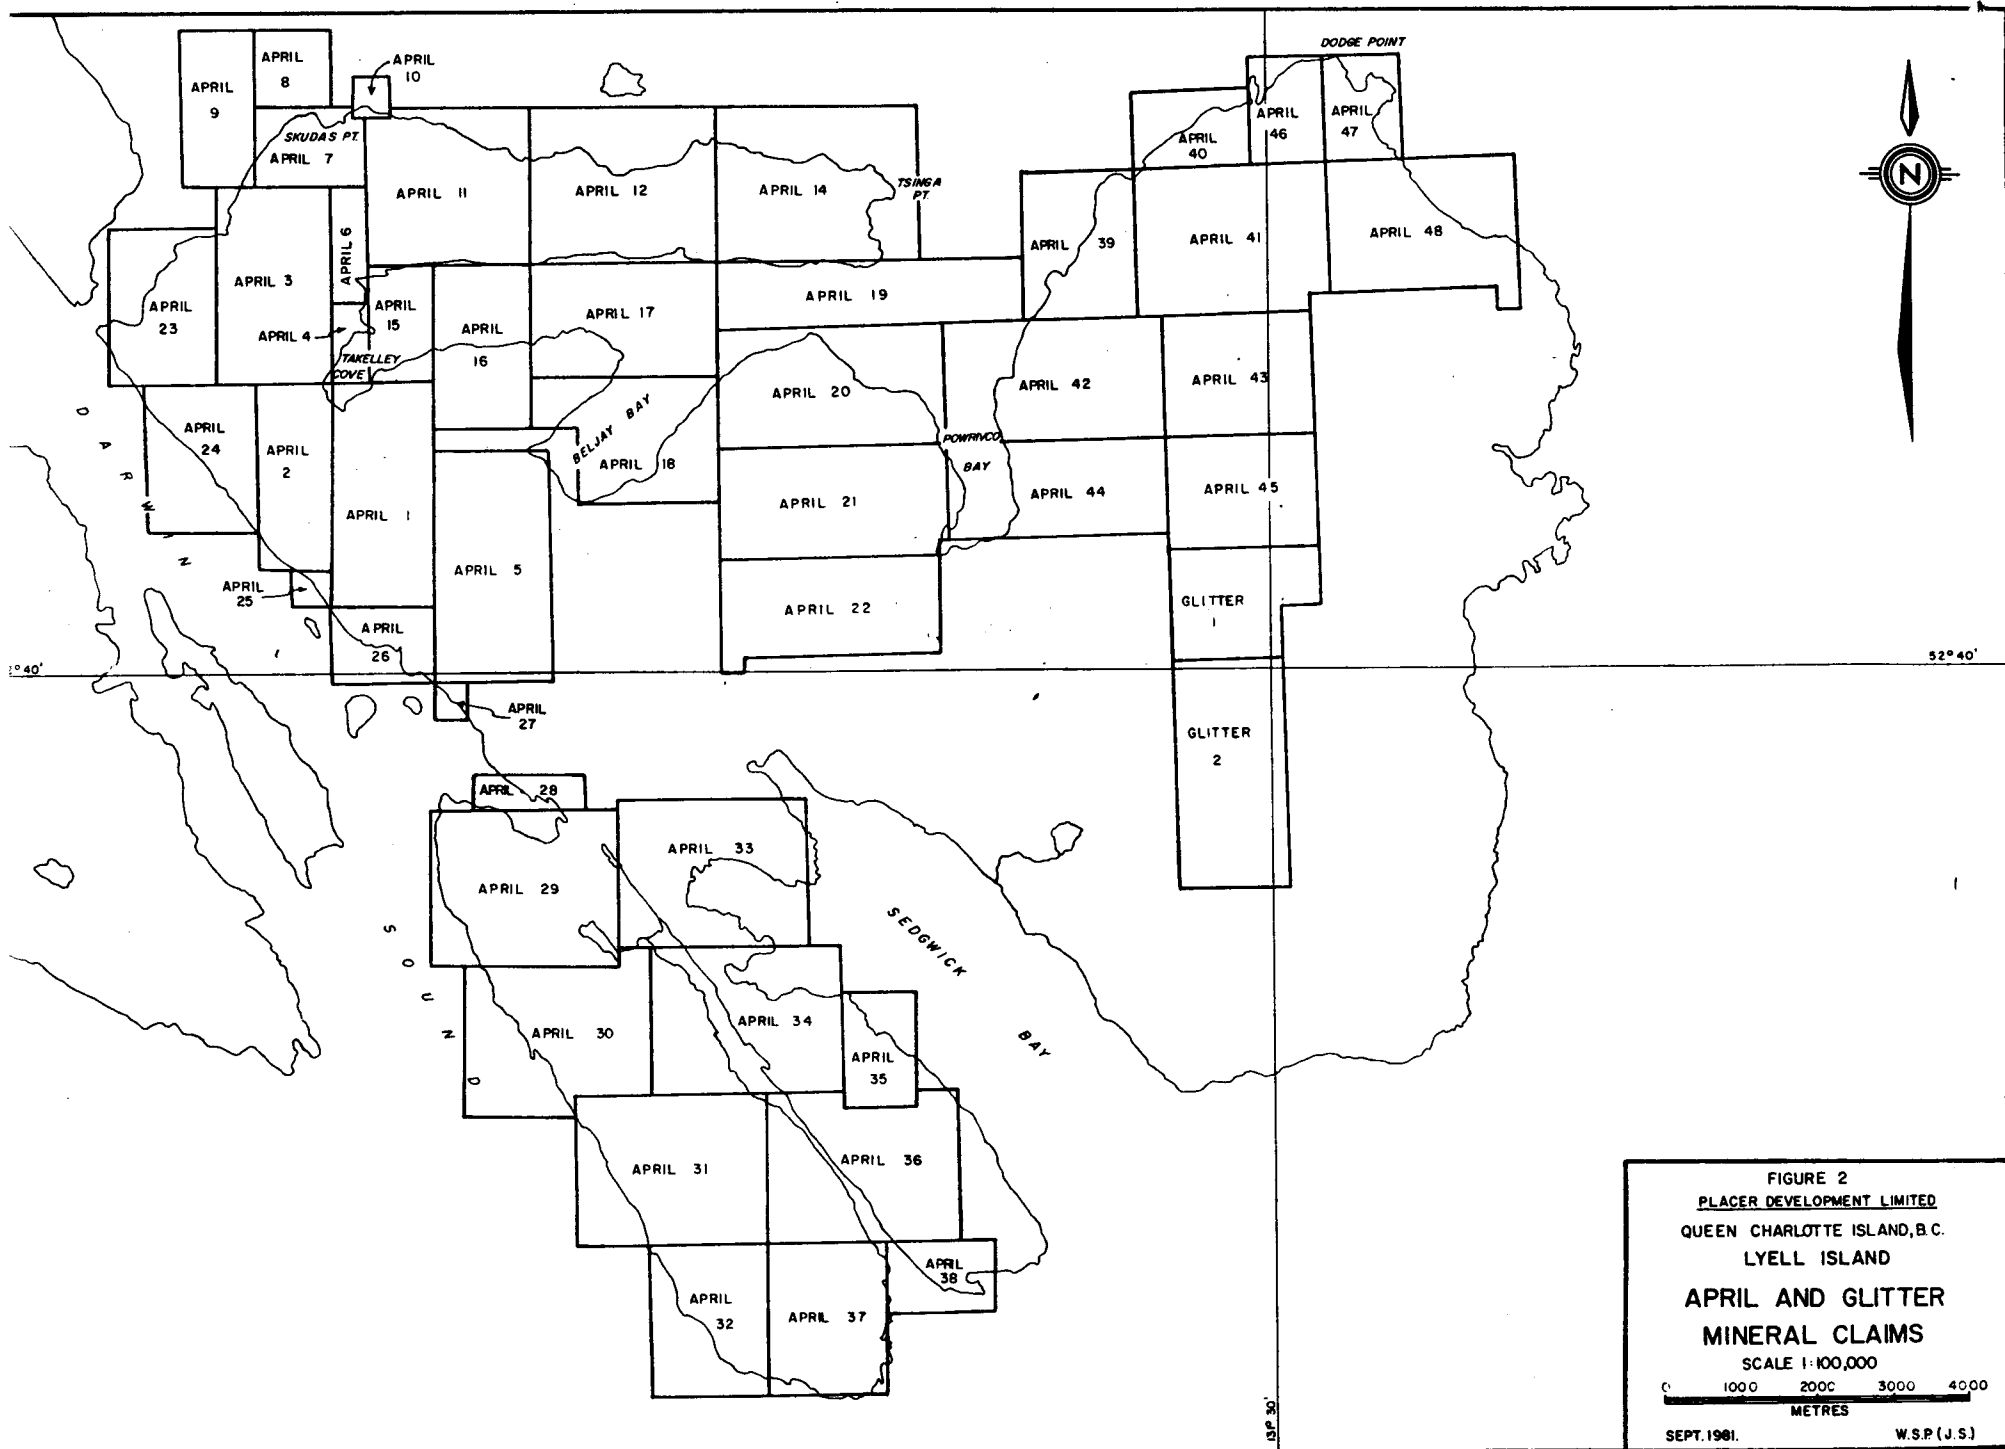 DODGE POINT
APRIL
8
APRIL
10
APRIL
9
SKUDAS PT.
APRIL 7
APRIL 11
APRIL 12
APRIL 14
TSINGA
PT.
APRIL
40
APRIL
46
APRIL
47
N
APRIL 6
APRIL 3
APRIL
23
APRIL 4
APRIL
15
TAKELLEY
COVE
APRIL
16
APRIL 17
APRIL 19
APRIL 39
APRIL 41
APRIL 48
APRIL
24
APRIL
2
APRIL 1
BELJAY BAY
APRIL 18
APRIL 20
APRIL 42
APRIL 43
POWRIVCO
BAY
APRIL 21
APRIL 44
APRIL 45
DARWIN
SOUND
APRIL
25
APRIL
26
APRIL 5
APRIL 22
GLITTER
1
°40'
52°40'
APRIL
27
GLITTER
2
APRIL 28
APRIL 29
APRIL 33
SEDGWICK
BAY
APRIL 30
APRIL 34
APRIL
35
APRIL 31
APRIL 36
APRIL
38
APRIL
32
APRIL 37
131° 30'
FIGURE 2
PLACER DEVELOPMENT LIMITED
QUEEN CHARLOTTE ISLAND, B.C.
LYELL ISLAND
APRIL AND GLITTER
MINERAL CLAIMS
SCALE 1:100,000
0 1000 2000 3000 4000
METRES
SEPT. 1981. W.S.P. (J.S.)